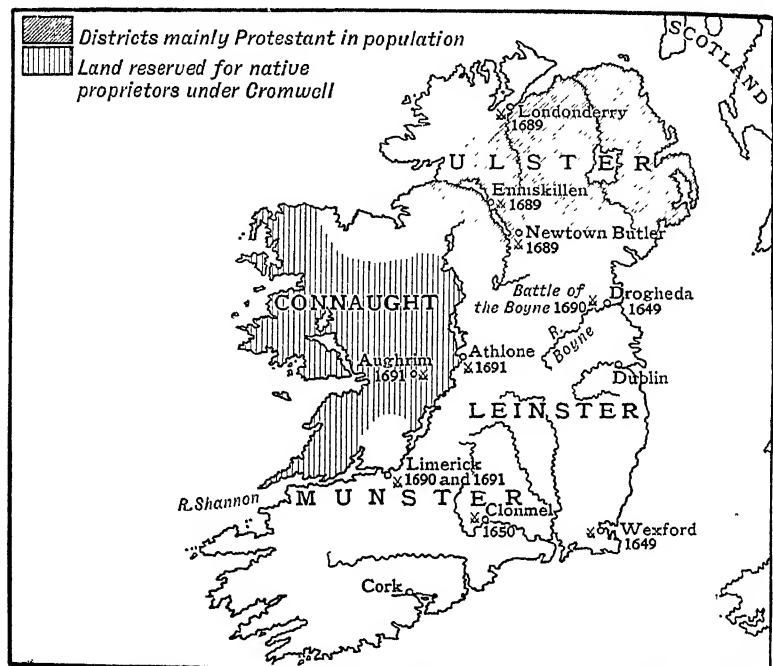 Districts mainly Protestant in population
Land reserved for native
proprietors under Cromwell
SCOTLAND
Londonderry
1689
ULSTER
Enniskillen
1689
Newtown Butler
1689
Battle of
the Boyne 1690
Drogheda
1649
R. Boyne
CONNAUGHT
Aughrim
1691
Athlone
1691
Dublin
LEINSTER
Limerick
1690 and 1691
R. Shannon
MUNSTER
Clonmel
1650
Wexford
1649
Cork